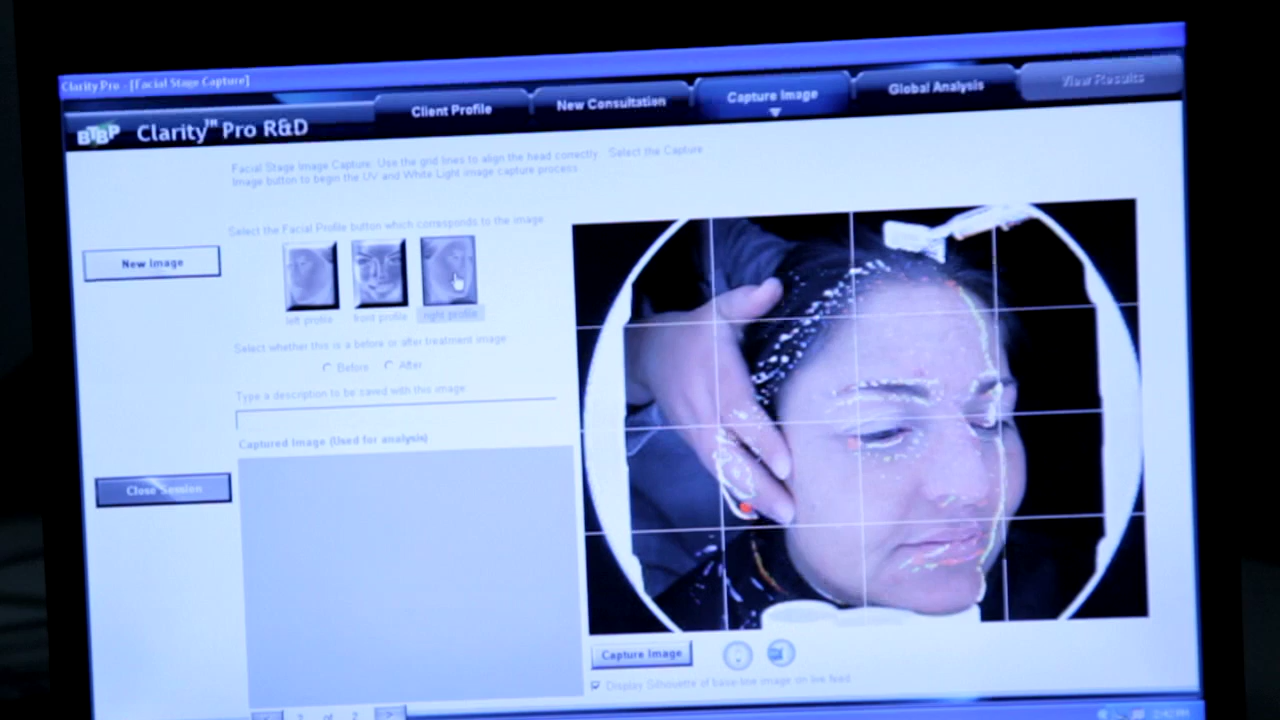 Clarity Pro - [Facial Stage Capture]
BTBP Clarity™ Pro R&D
Client Profile
New Consultation
Capture Image
Global Analysis
View Results
Facial Stage Image Capture: Use the grid lines to align the head correctly. Select the Capture
Image button to begin the UV and White Light image capture process
Select the Facial Profile button which corresponds to the image
New Image
left profile
front profile
right profile
Select whether this is a before or after treatment image
Before
After
Type a description to be saved with this image
Captured Image (Used for analysis)
Close Session
Capture Image
Display Silhouette of base-line image on live feed
< 2 of 2 >